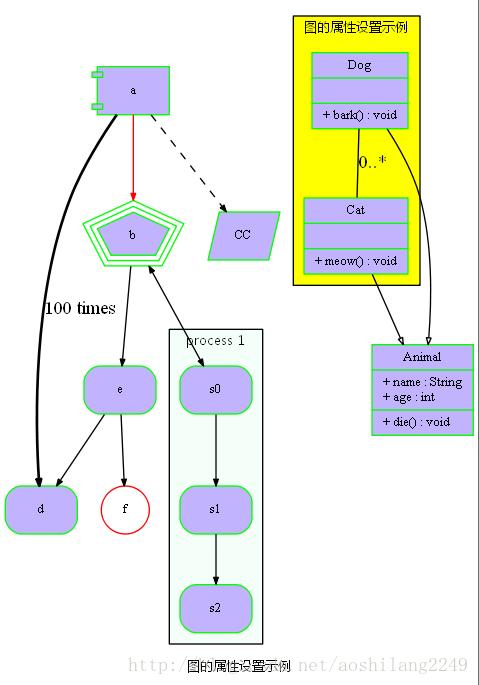 图的属性设置示例
Dog
+ bark() : void
0..*
Cat
+ meow() : void
Animal
+ name : String
+ age : int
+ die() : void
a
b
CC
100 times
process 1
e
s0
d
f
s1
s2
图的属性设置示例
http://
.net/aoshilang2249